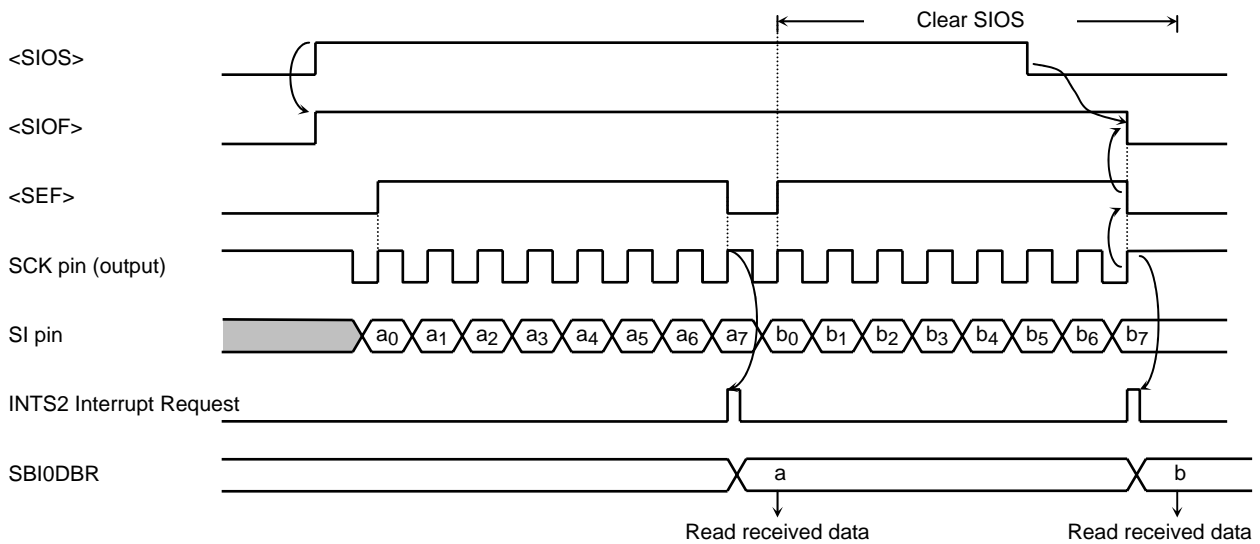 Clear SIOS
<SIOS>
<SIOF>
<SEF>
SCK pin (output)
SI pin
a0 a1 a2 a3 a4 a5 a6 a7 b0 b1 b2 b3 b4 b5 b6 b7
INTS2 Interrupt Request
SBI0DBR
a b
Read received data Read received data